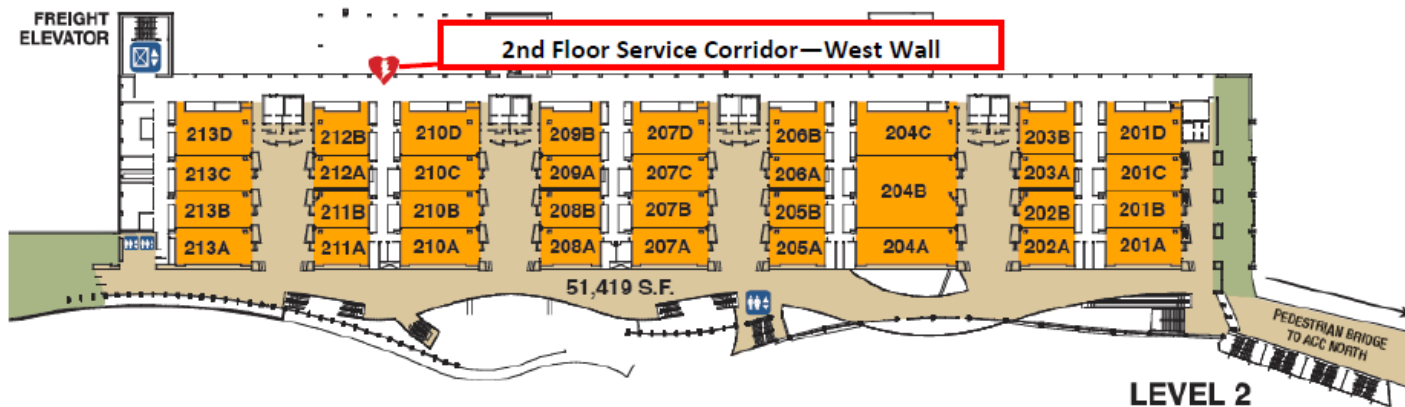 FREIGHT
ELEVATOR
2nd Floor Service Corridor—West Wall
213D 212B 210D 209B 207D 206B 204C 203B 201D
213C 212A 210C 209A 207C 206A 204B 203A 201C
213B 211B 210B 208B 207B 205B 202B 201B
213A 211A 210A 208A 207A 205A 204A 202A 201A
51,419 S.F.
PEDESTRIAN BRIDGE
TO ACC NORTH
LEVEL 2